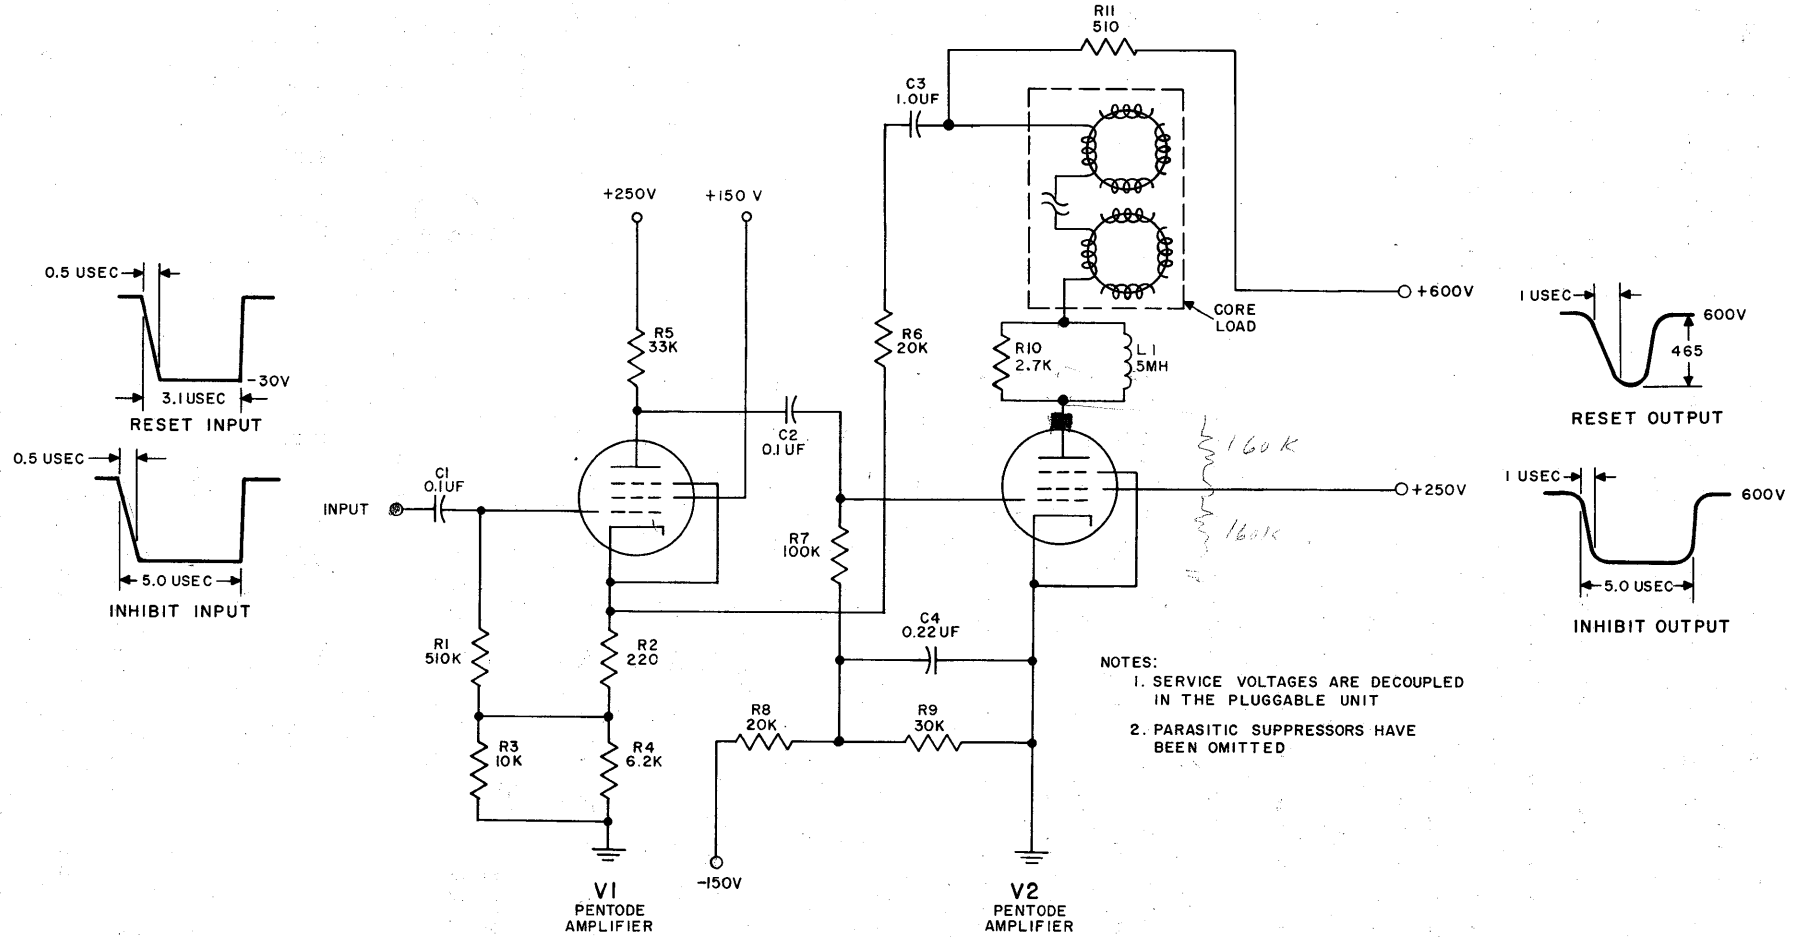 R11
510
C3
1.0UF
+250V
+150 V
0.5 USEC
-30V
3.1USEC
RESET INPUT
0.5 USEC
5.0 USEC
INHIBIT INPUT
INPUT
C1
0.1UF
R5
33K
C2
0.1UF
R6
20K
R7
100K
R1
510K
R2
220
R3
10K
R4
6.2K
V1
PENTODE
AMPLIFIER
R8
20K
-150V
R9
30K
C4
0.22UF
CORE
LOAD
R10
2.7K
L1
.5MH
+600V
160K
+250V
160K
V2
PENTODE
AMPLIFIER
1 USEC
600V
465
RESET OUTPUT
1 USEC
600V
5.0 USEC
INHIBIT OUTPUT
NOTES:
1. SERVICE VOLTAGES ARE DECOUPLED
IN THE PLUGGABLE UNIT
2. PARASITIC SUPPRESSORS HAVE
BEEN OMITTED